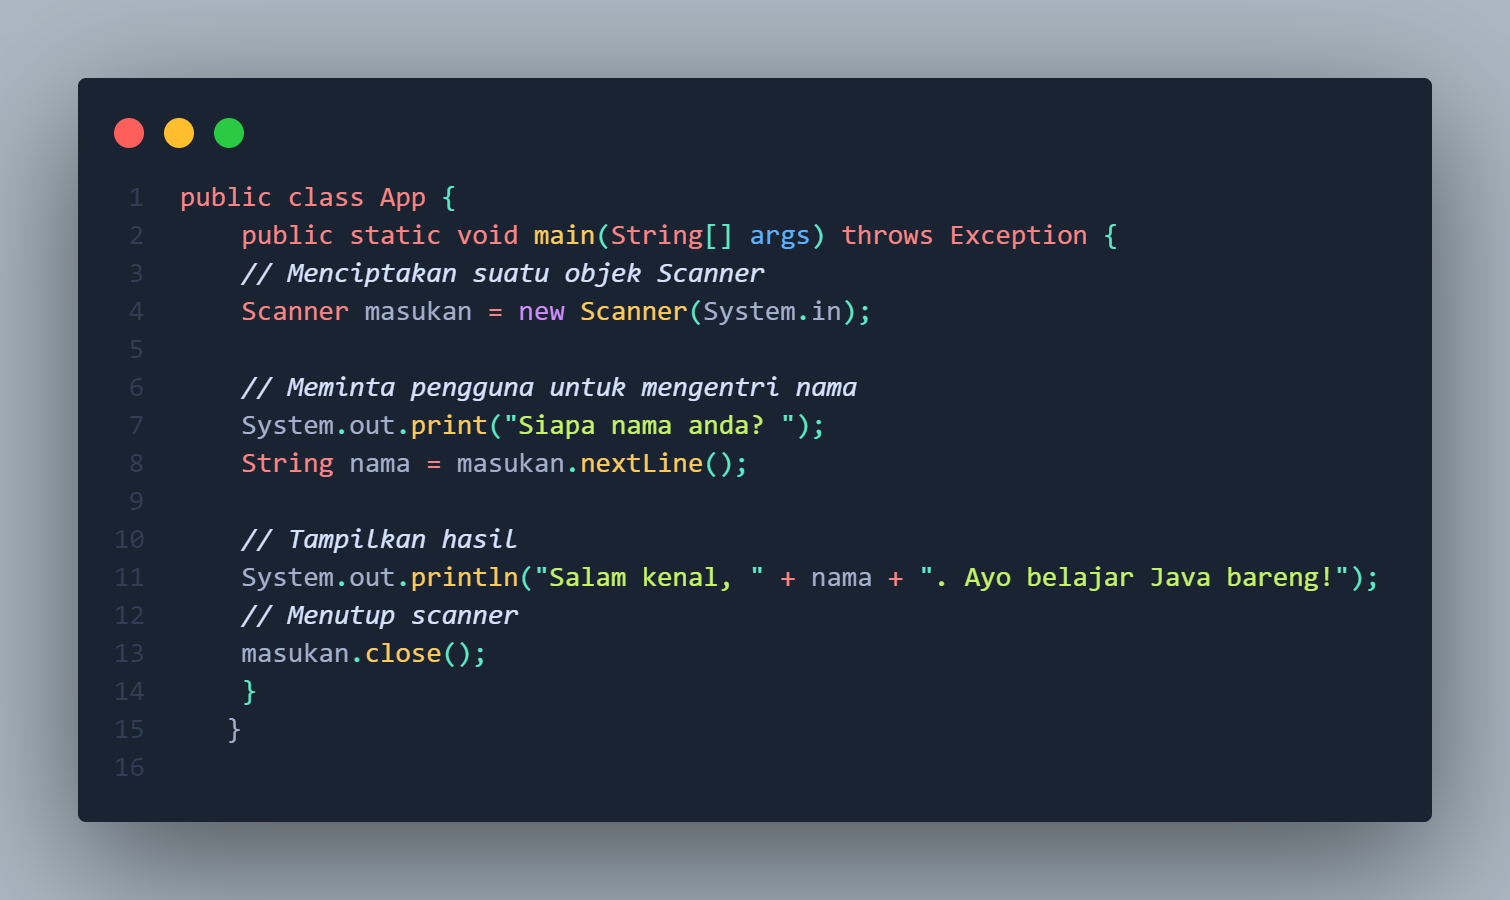 1 public class App {
2 public static void main(String[] args) throws Exception {
3 // Menciptakan suatu objek Scanner
4 Scanner masukan = new Scanner(System.in);
5
6 // Meminta pengguna untuk mengentri nama
7 System.out.print("Siapa nama anda? ");
8 String nama = masukan.nextLine();
9
10 // Tampilkan hasil
11 System.out.println("Salam kenal, " + nama + ". Ayo belajar Java bareng!");
12 // Menutup scanner
13 masukan.close();
14 }
15 }
16